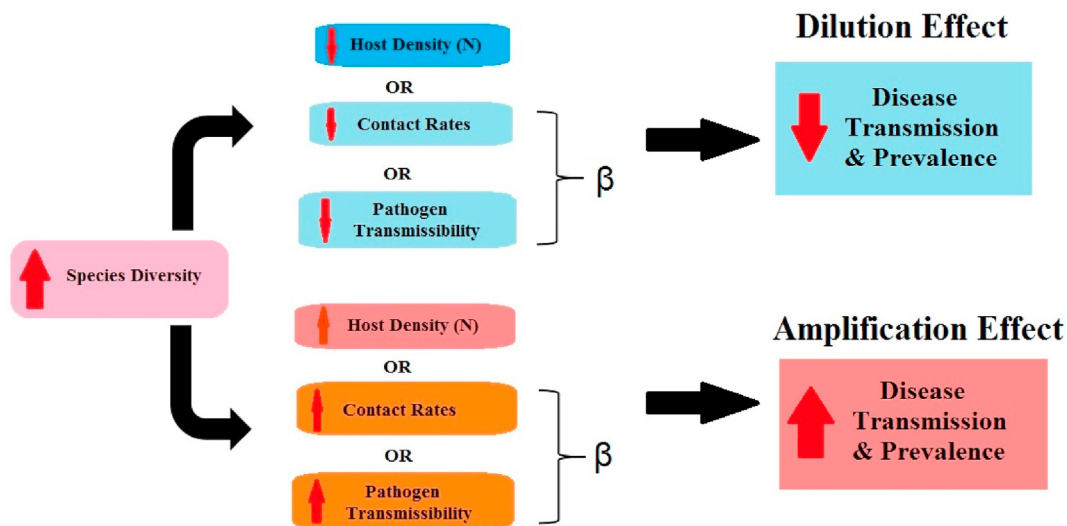 Dilution Effect
Host Density (N)
OR
Contact Rates
OR
Pathogen
Transmissibility
β
Disease
Transmission
& Prevalence
Species Diversity
Amplification Effect
Host Density (N)
OR
Contact Rates
OR
Pathogen
Transmissibility
β
Disease
Transmission
& Prevalence